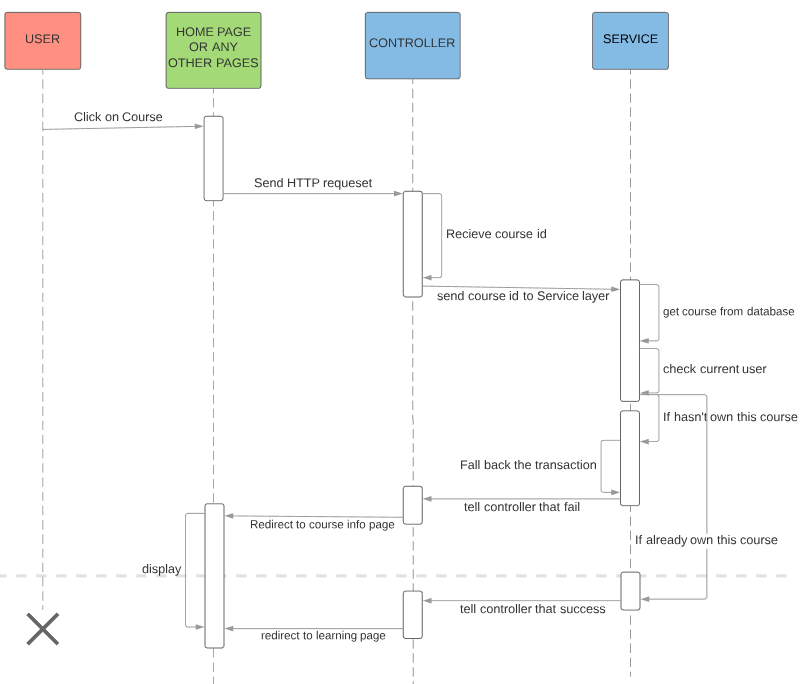 USER
HOME PAGE
OR ANY
OTHER PAGES
CONTROLLER
SERVICE
Click on Course
Send HTTP requeset
Recieve course id
send course id to Service layer
get course from database
check current user
If hasn't own this course
Fall back the transaction
tell controller that fail
Redirect to course info page
If already own this course
display
tell controller that success
redirect to learning page